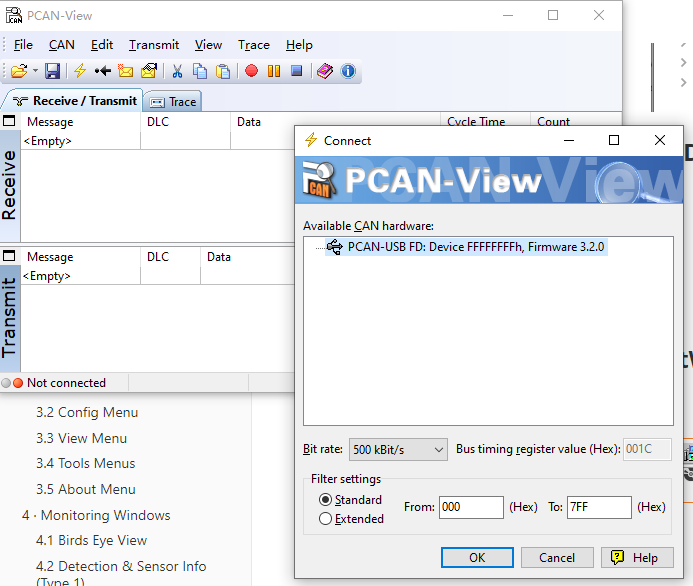 PCAN-View
File CAN Edit Transmit View Trace Help
Receive / Transmit Trace
Message DLC Data Cycle Time Count
<Empty>
Receive
Message DLC Data
<Empty>
Transmit
Not connected
Connect
CAN PCAN-View
Available CAN hardware:
PCAN-USB FD: Device FFFFFFFFh, Firmware 3.2.0
Bit rate: 500 kBit/s Bus timing register value (Hex): 001C
Filter settings
Standard From: 000 (Hex) To: 7FF (Hex)
Extended
OK Cancel Help
3.2 Config Menu
3.3 View Menu
3.4 Tools Menus
3.5 About Menu
4 · Monitoring Windows
4.1 Birds Eye View
4.2 Detection & Sensor Info
(Type 1)